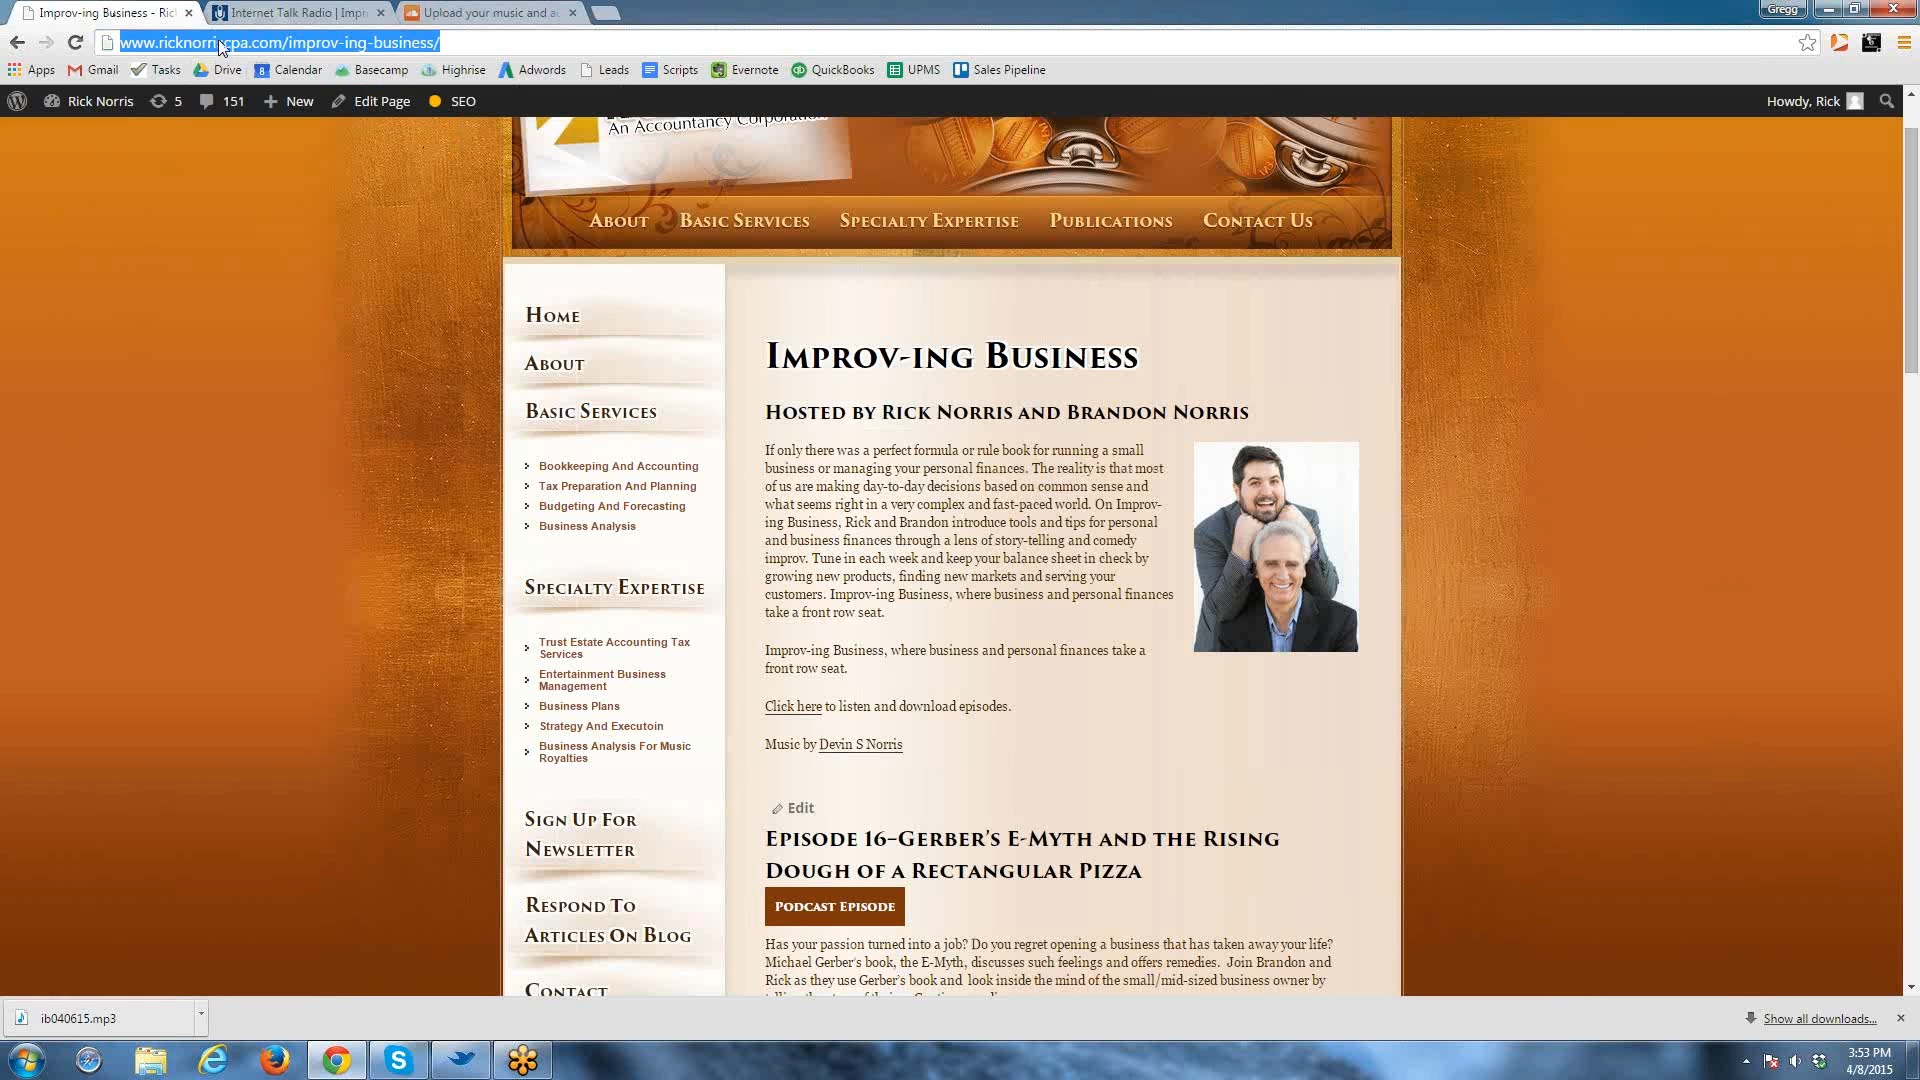 Improv-ing Business - Ric
Internet Talk Radio | Impr
Upload your music and au
Gregg
www.ricknorriscpa.com/improv-ing-business/
Apps
Gmail
Tasks
Drive
Calendar
Basecamp
Highrise
Adwords
Leads
Scripts
Evernote
QuickBooks
UPMS
Sales Pipeline
Rick Norris
5
151
New
Edit Page
SEO
Howdy, Rick
An Accountancy Corporation
About
Basic Services
Specialty Expertise
Publications
Contact Us
Home
About
Basic Services
Bookkeeping And Accounting
Tax Preparation And Planning
Budgeting And Forecasting
Business Analysis
Specialty Expertise
Trust Estate Accounting Tax
Services
Entertainment Business
Management
Business Plans
Strategy And Executoin
Business Analysis For Music
Royalties
Sign Up For
Newsletter
Respond To
Articles On Blog
Contact
Improv-ing Business
Hosted by Rick Norris and Brandon Norris
If only there was a perfect formula or rule book for running a small
business or managing your personal finances. The reality is that most
of us are making day-to-day decisions based on common sense and
what seems right in a very complex and fast-paced world. On Improv-
ing Business, Rick and Brandon introduce tools and tips for personal
and business finances through a lens of story-telling and comedy
improv. Tune in each week and keep your balance sheet in check by
growing new products, finding new markets and serving your
customers. Improv-ing Business, where business and personal finances
take a front row seat.
Improv-ing Business, where business and personal finances take a
front row seat.
Click here to listen and download episodes.
Music by Devin S Norris
Edit
Episode 16–Gerber's E-Myth and the Rising
Dough of a Rectangular Pizza
Podcast Episode
Has your passion turned into a job? Do you regret opening a business that has taken away your life?
Michael Gerber's book, the E-Myth, discusses such feelings and offers remedies. Join Brandon and
Rick as they use Gerber's book and look inside the mind of the small/mid-sized business owner by
ib040615.mp3
Show all downloads...
3:53 PM
4/8/2015